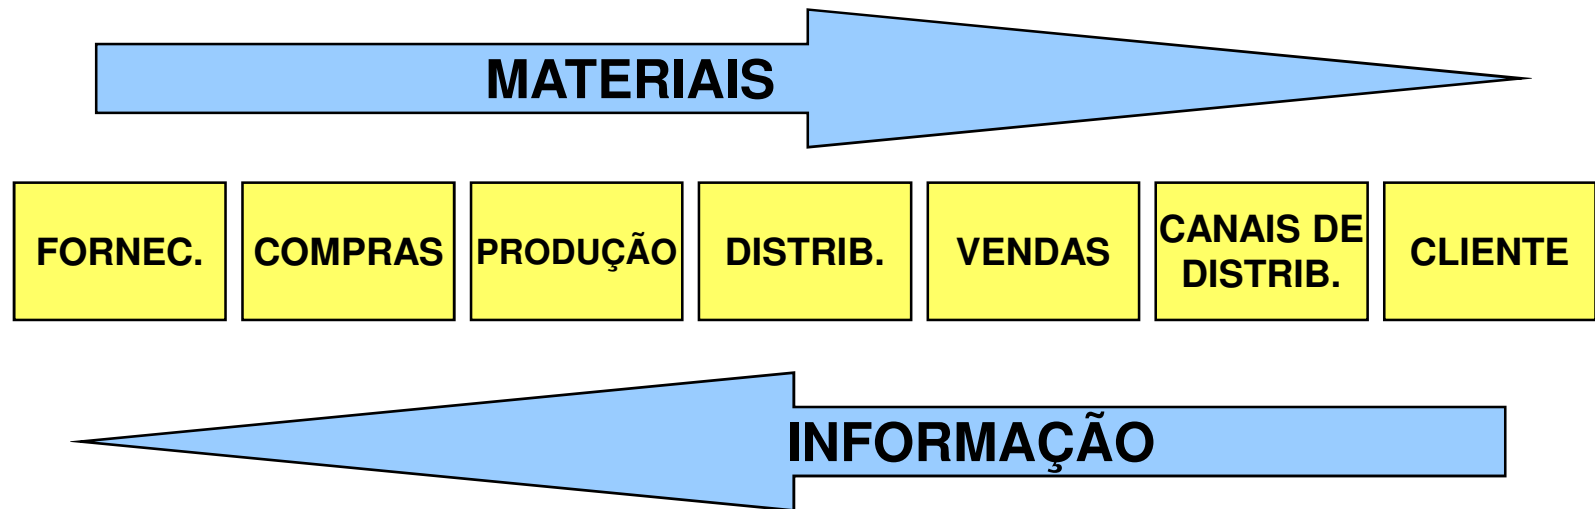 MATERIAIS
FORNEC.
COMPRAS
PRODUÇÃO
DISTRIB.
VENDAS
CANAIS DE
DISTRIB.
CLIENTE
INFORMAÇÃO